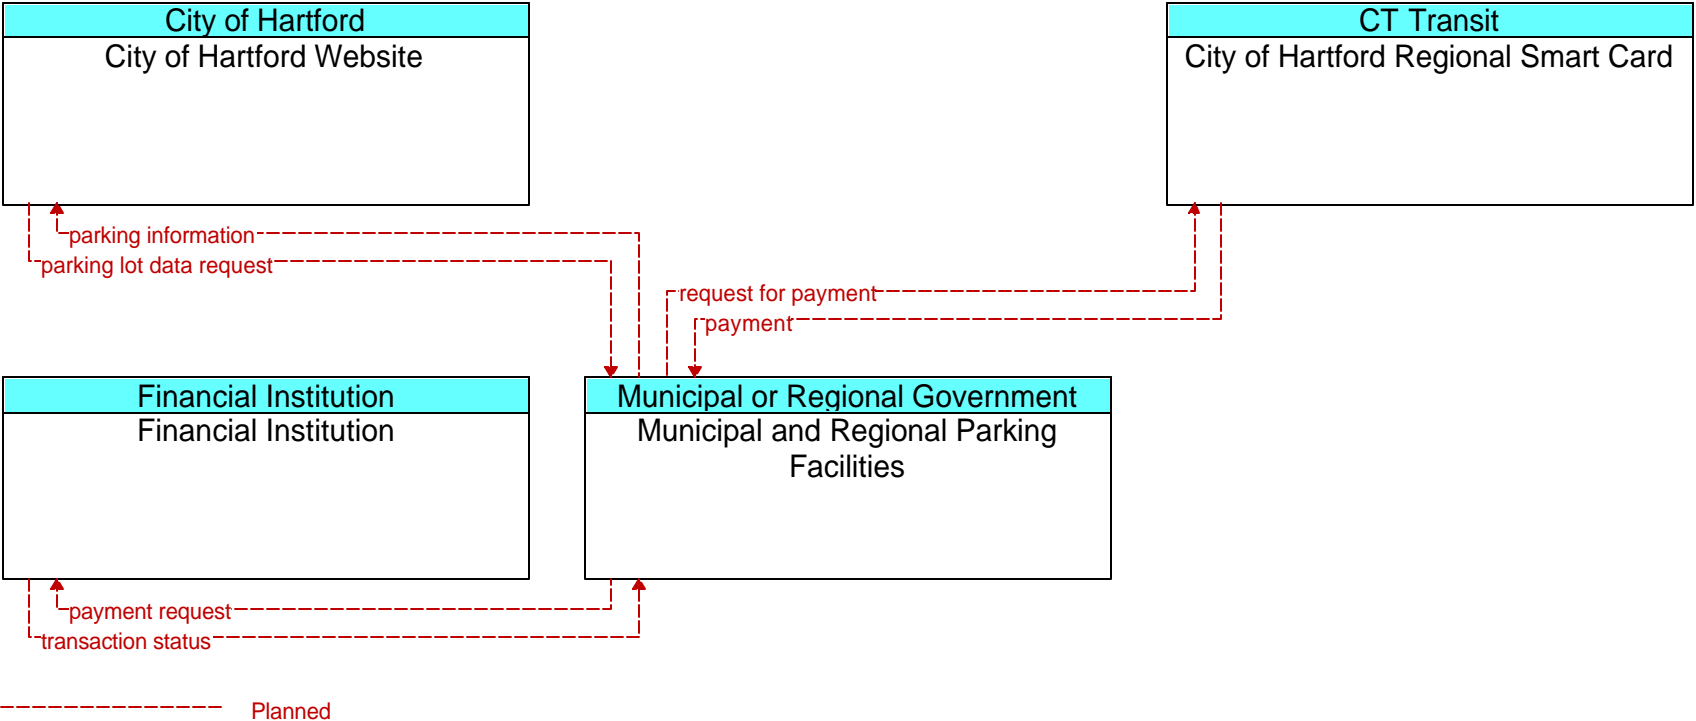 City of Hartford
City of Hartford Website
CT Transit
City of Hartford Regional Smart Card
parking information
parking lot data request
request for payment
payment
Financial Institution
Financial Institution
Municipal or Regional Government
Municipal and Regional Parking
Facilities
payment request
transaction status
Planned